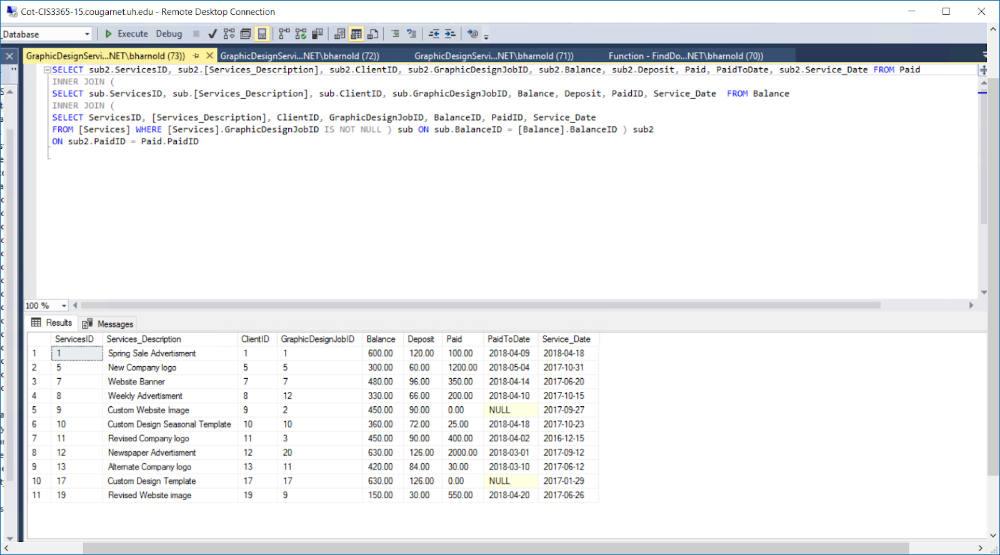 Cot-CIS3365-15.cougarnet.uh.edu - Remote Desktop Connection
Database Execute Debug
GraphicDesignServi...NET\bharnold (73)) GraphicDesignServi...NET\bharnold (72)) GraphicDesignServi...NET\bharnold (71)) Function - FindDo...NET\bharnold (70))
SELECT sub2.ServicesID, sub2.[Services_Description], sub2.ClientID, sub2.GraphicDesignJobID, sub2.Balance, sub2.Deposit, Paid, PaidToDate, sub2.Service_Date FROM Paid
INNER JOIN (
SELECT sub.ServicesID, sub.[Services_Description], sub.ClientID, sub.GraphicDesignJobID, Balance, Deposit, PaidID, Service_Date FROM Balance
INNER JOIN (
SELECT ServicesID, [Services_Description], ClientID, GraphicDesignJobID, BalanceID, PaidID, Service_Date
FROM [Services] WHERE [Services].GraphicDesignJobID IS NOT NULL ) sub ON sub.BalanceID = [Balance].BalanceID ) sub2
ON sub2.PaidID = Paid.PaidID
100 %
Results Messages
ServicesID Services_Description ClientID GraphicDesignJobID Balance Deposit Paid PaidToDate Service_Date
1 1 Spring Sale Advertisment 1 1 600.00 120.00 100.00 2018-04-09 2018-04-18
2 5 New Company logo 5 5 300.00 60.00 1200.00 2018-05-04 2017-10-31
3 7 Website Banner 7 7 480.00 96.00 350.00 2018-04-14 2017-06-20
4 8 Weekly Advertisment 8 12 330.00 66.00 200.00 2018-04-10 2017-10-15
5 9 Custom Website Image 9 2 450.00 90.00 0.00 NULL 2017-09-27
6 10 Custom Design Seasonal Template 10 10 360.00 72.00 25.00 2018-04-18 2017-10-23
7 11 Revised Company logo 11 3 450.00 90.00 400.00 2018-04-02 2016-12-15
8 12 Newspaper Advertisment 12 20 630.00 126.00 2000.00 2018-03-01 2017-09-12
9 13 Alternate Company logo 13 11 420.00 84.00 30.00 2018-03-10 2017-06-12
10 17 Custom Design Template 17 17 630.00 126.00 0.00 NULL 2017-01-29
11 19 Revised Website image 19 9 150.00 30.00 550.00 2018-04-20 2017-06-26